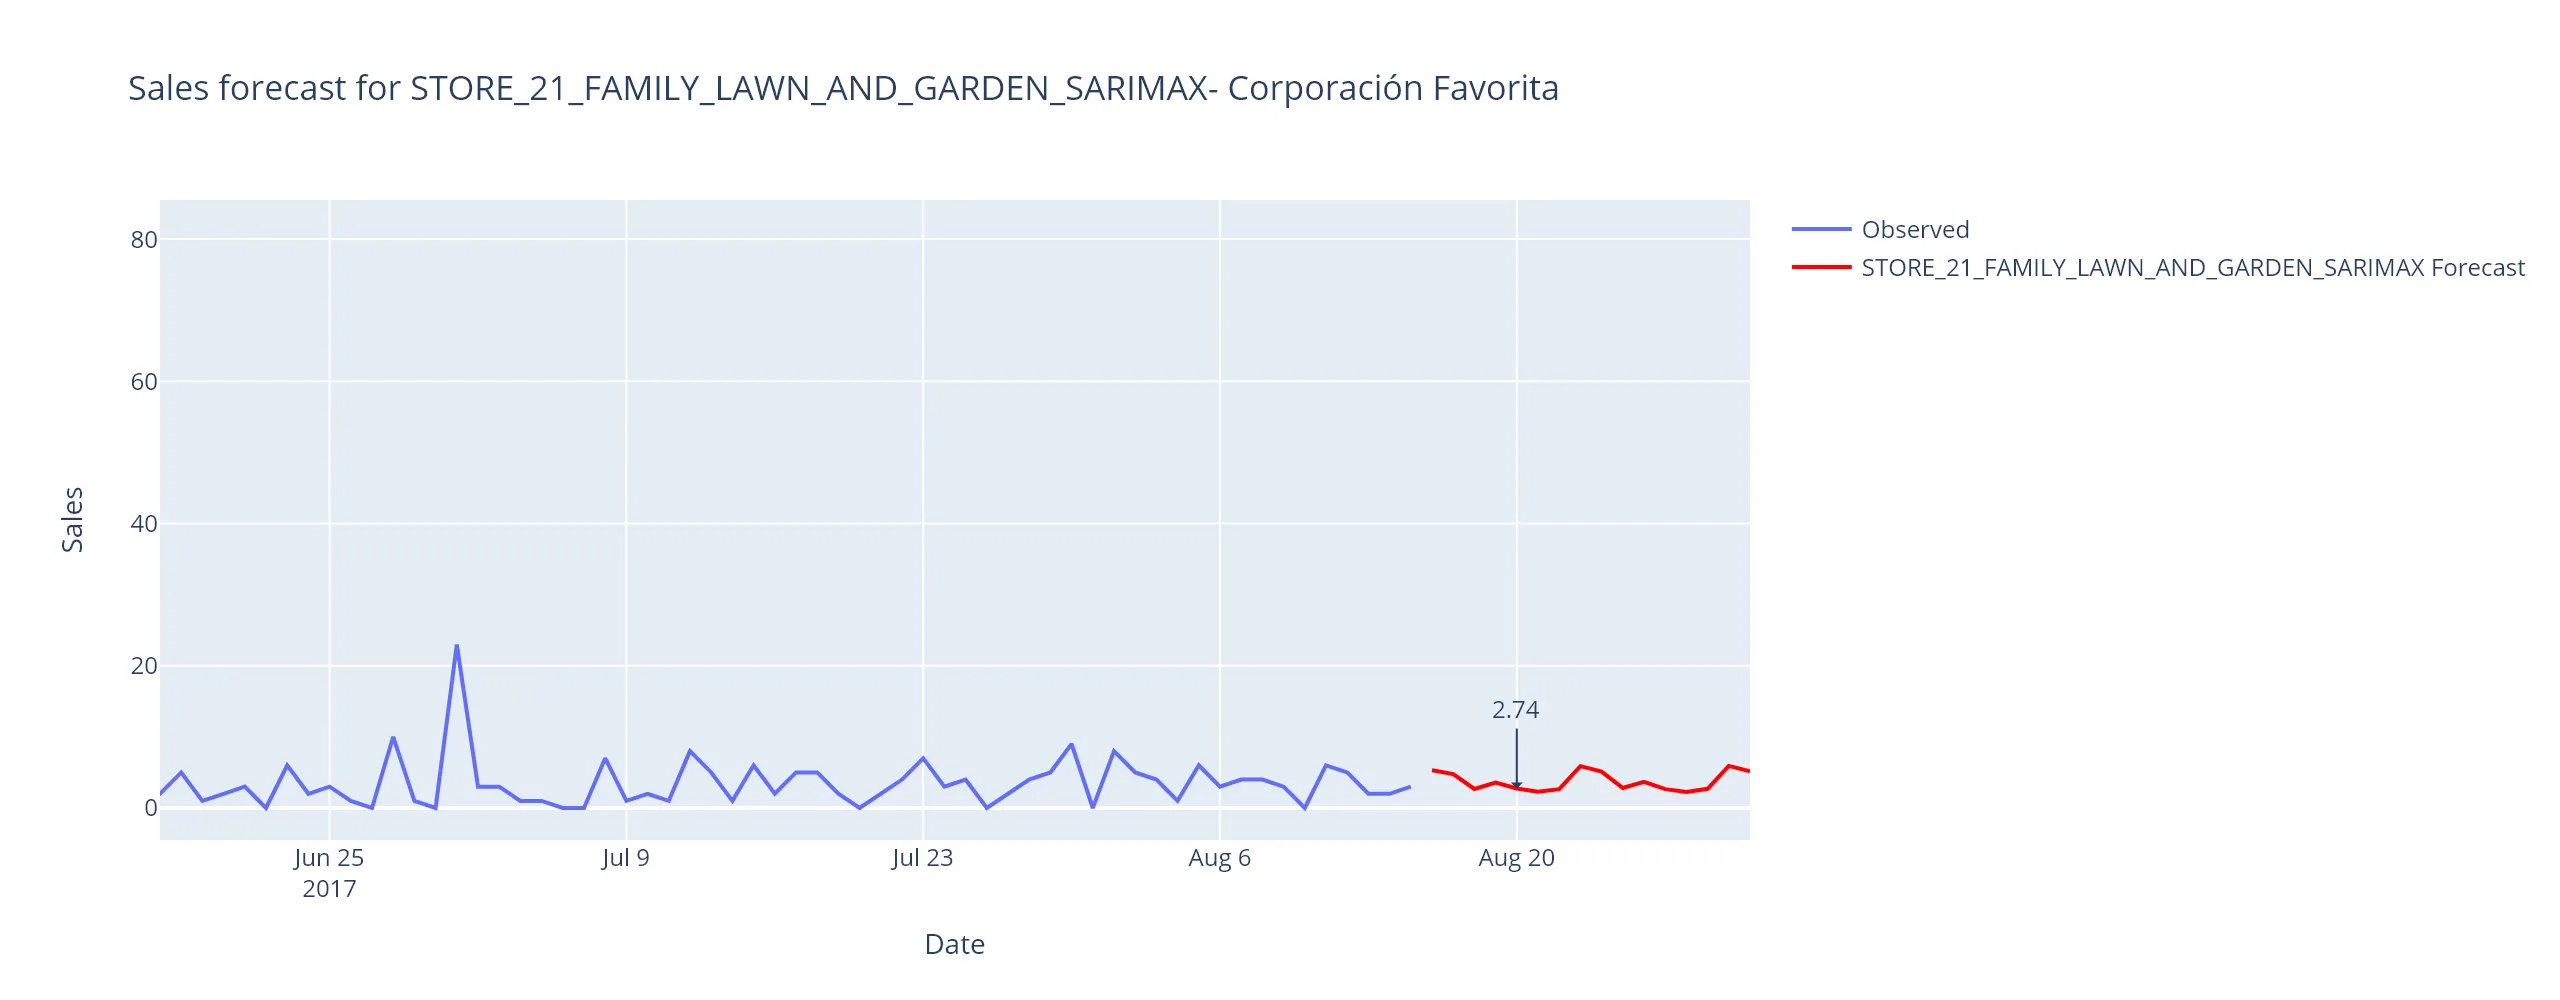 Sales forecast for STORE_21_FAMILY_LAWN_AND_GARDEN_SARIMAX- Corporación Favorita
Observed
STORE_21_FAMILY_LAWN_AND_GARDEN_SARIMAX Forecast
80
60
40
20
0
Sales
2.74
Jun 25
2017
Jul 9
Jul 23
Aug 6
Aug 20
Date